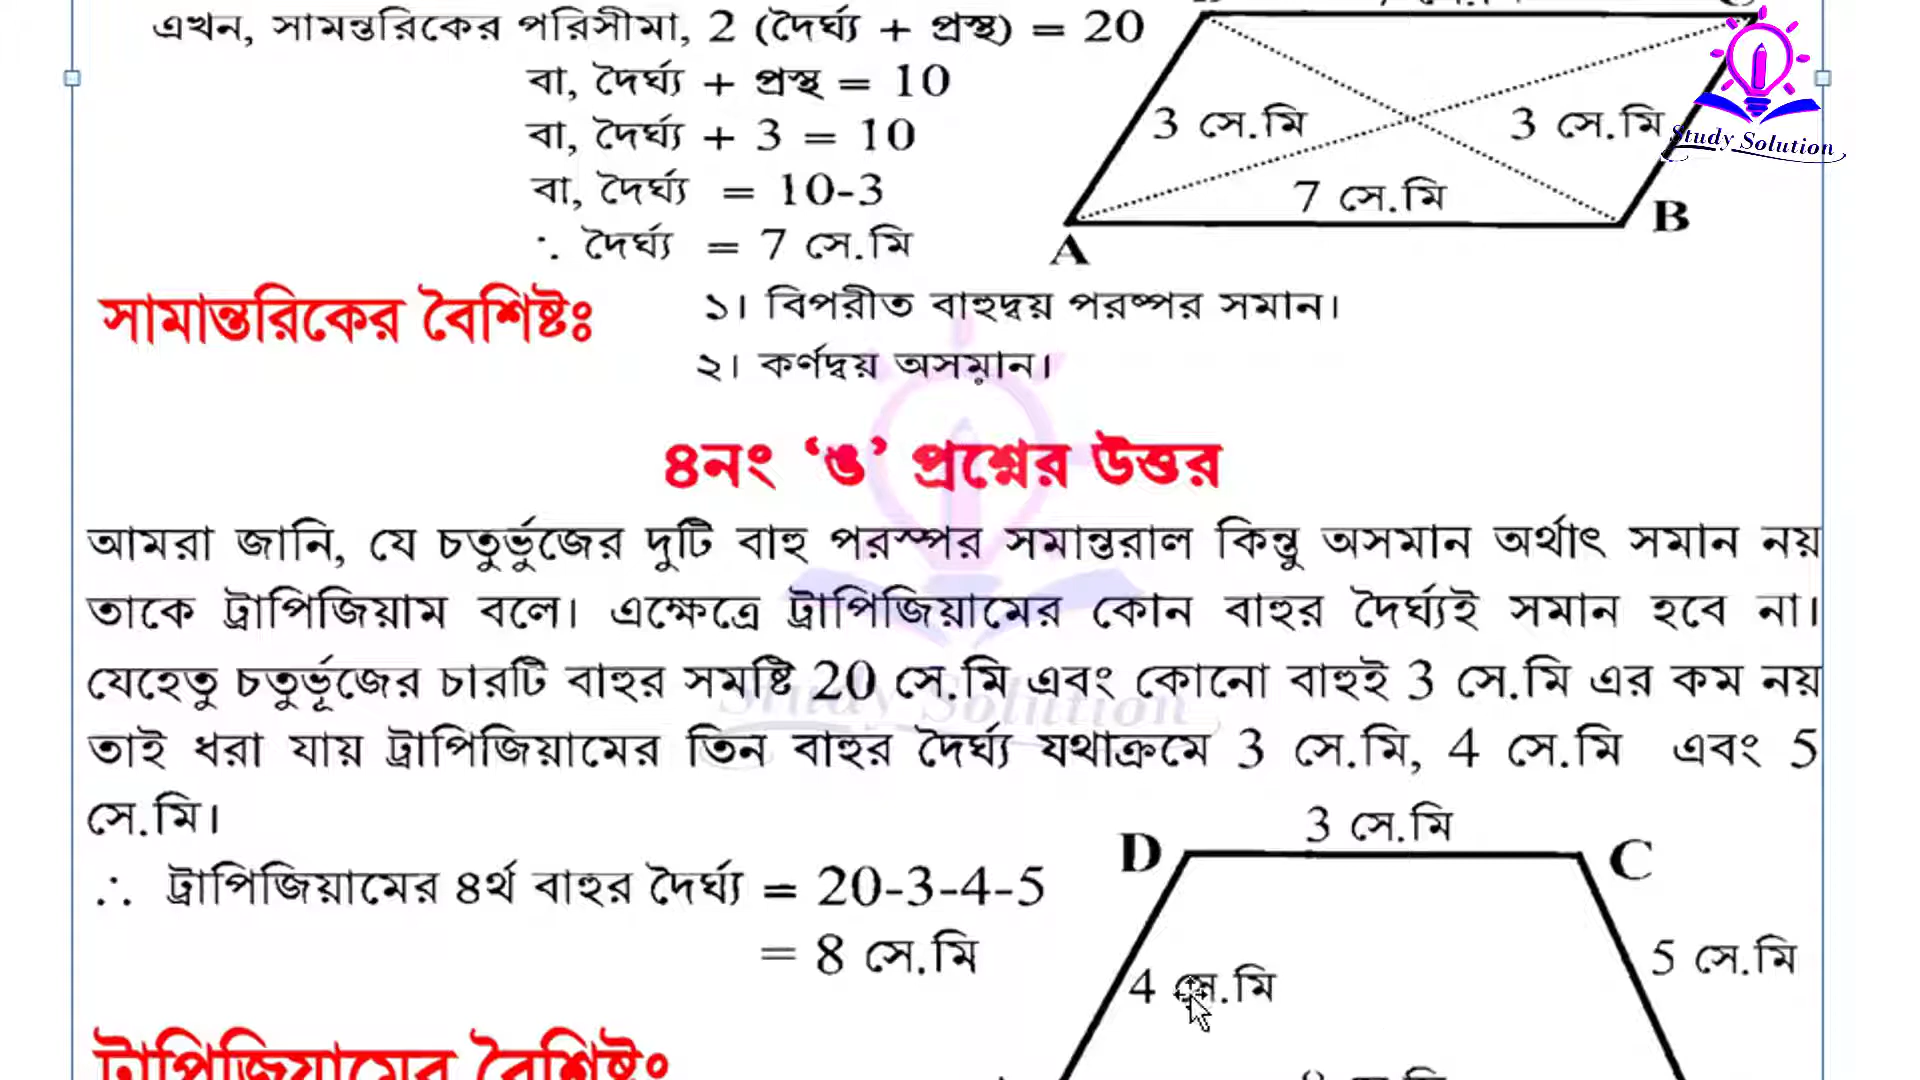 এখন, সামন্তরিকের পরিসীমা, 2 (দৈর্ঘ্য + প্রস্থ) = 20
বা, দৈর্ঘ্য + প্রস্থ = 10
বা, দৈর্ঘ্য + 3 = 10
বা, দৈর্ঘ্য = 10-3
∴ দৈর্ঘ্য = 7 সে.মি
3 সে.মি
3 সে.মি
7 সে.মি
A
B
Study Solution
সামান্তরিকের বৈশিষ্টঃ
১। বিপরীত বাহুদ্বয় পরষ্পর সমান।
২। কর্ণদ্বয় অসমান।
৪নং ‘ঙ’ প্রশ্নের উত্তর
আমরা জানি, যে চতুর্ভুজের দুটি বাহু পরস্পর সমান্তরাল কিন্তু অসমান অর্থাৎ সমান নয়
তাকে ট্রাপিজিয়াম বলে। এক্ষেত্রে ট্রাপিজিয়ামের কোন বাহুর দৈর্ঘ্যই সমান হবে না।
যেহেতু চতুর্ভূজের চারটি বাহুর সমষ্টি 20 সে.মি এবং কোনো বাহুই 3 সে.মি এর কম নয়
তাই ধরা যায় ট্রাপিজিয়ামের তিন বাহুর দৈর্ঘ্য যথাক্রমে 3 সে.মি, 4 সে.মি এবং 5
সে.মি।
Study Solution
∴ ট্রাপিজিয়ামের ৪র্থ বাহুর দৈর্ঘ্য = 20-3-4-5
= 8 সে.মি
3 সে.মি
D
C
4 সে.মি
5 সে.মি
ট্রাপিজিয়ামের বৈশিষ্টঃ